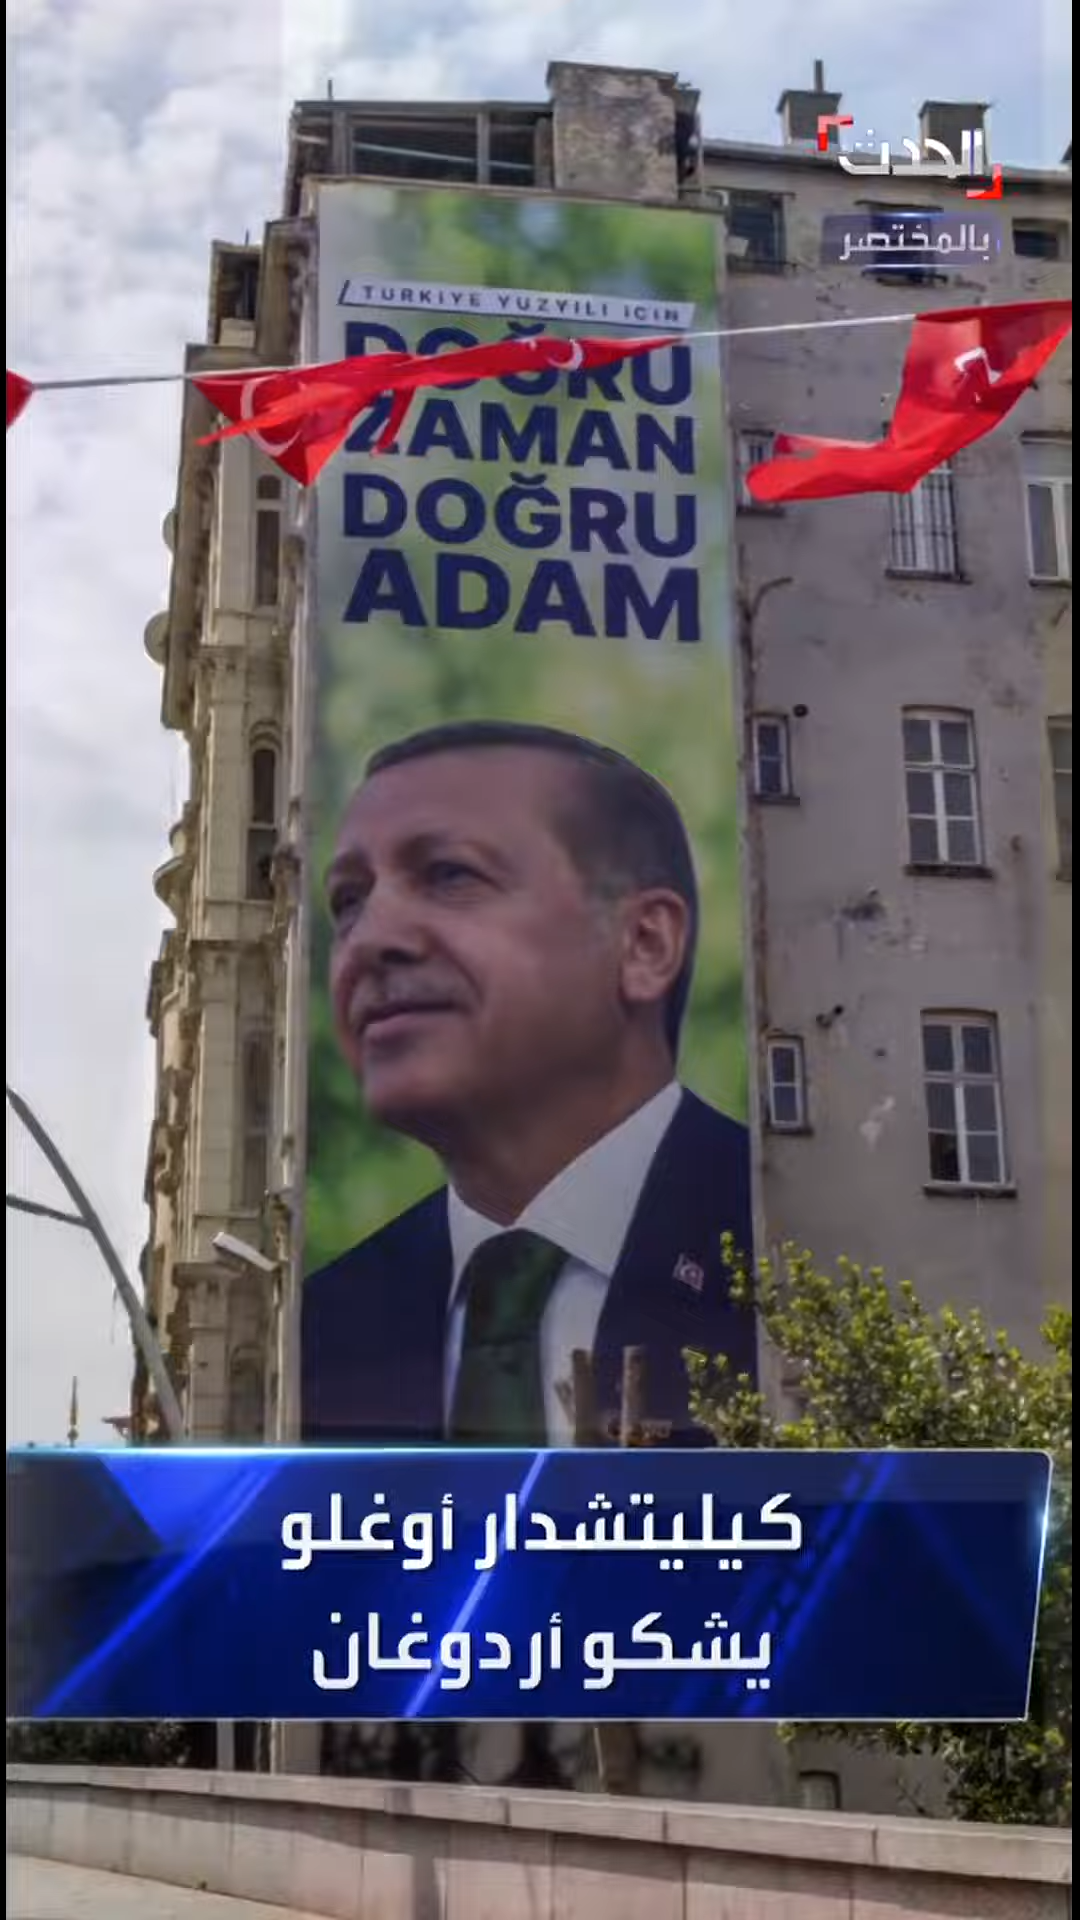 الحدث
بالمختصر
TÜRKİYE YÜZYILI İÇİN
DOĞRU
ZAMAN
DOĞRU
ADAM
كيليتشدار أوغلو
يشكو أردوغان